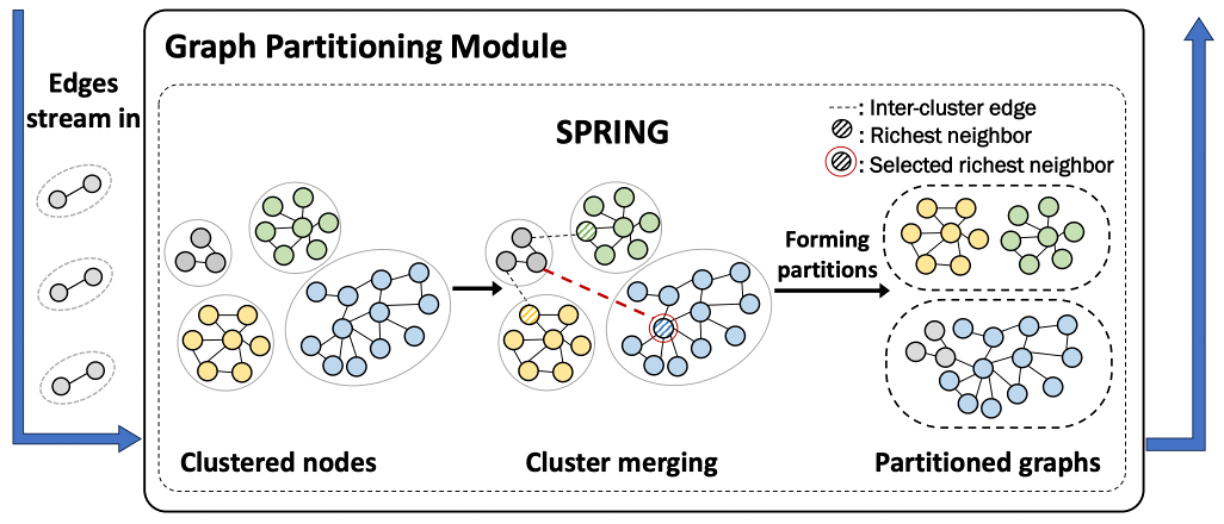 Graph Partitioning Module
Edges
stream in
SPRING
: Inter-cluster edge
: Richest neighbor
: Selected richest neighbor
Forming
partitions
Clustered nodes
Cluster merging
Partitioned graphs